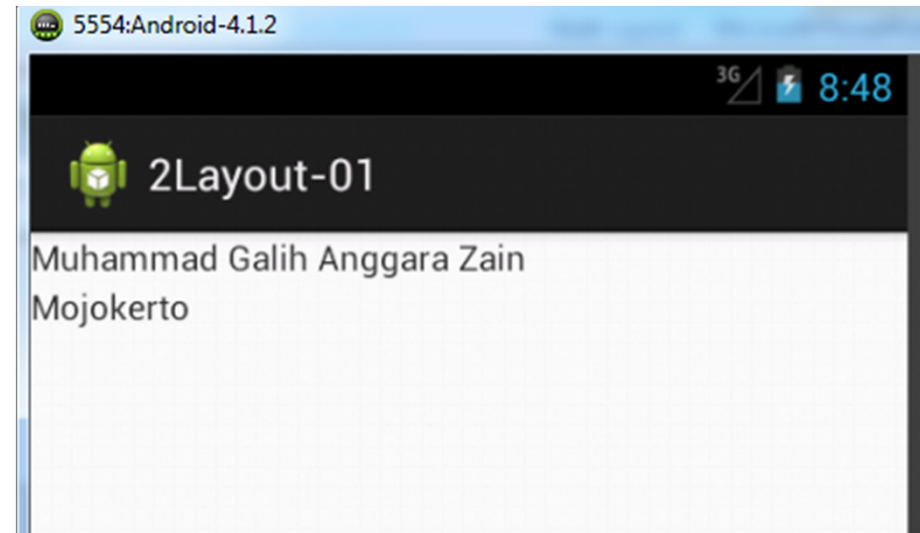 5554:Android-4.1.2
3G 8:48
2Layout-01
Muhammad Galih Anggara Zain
Mojokerto